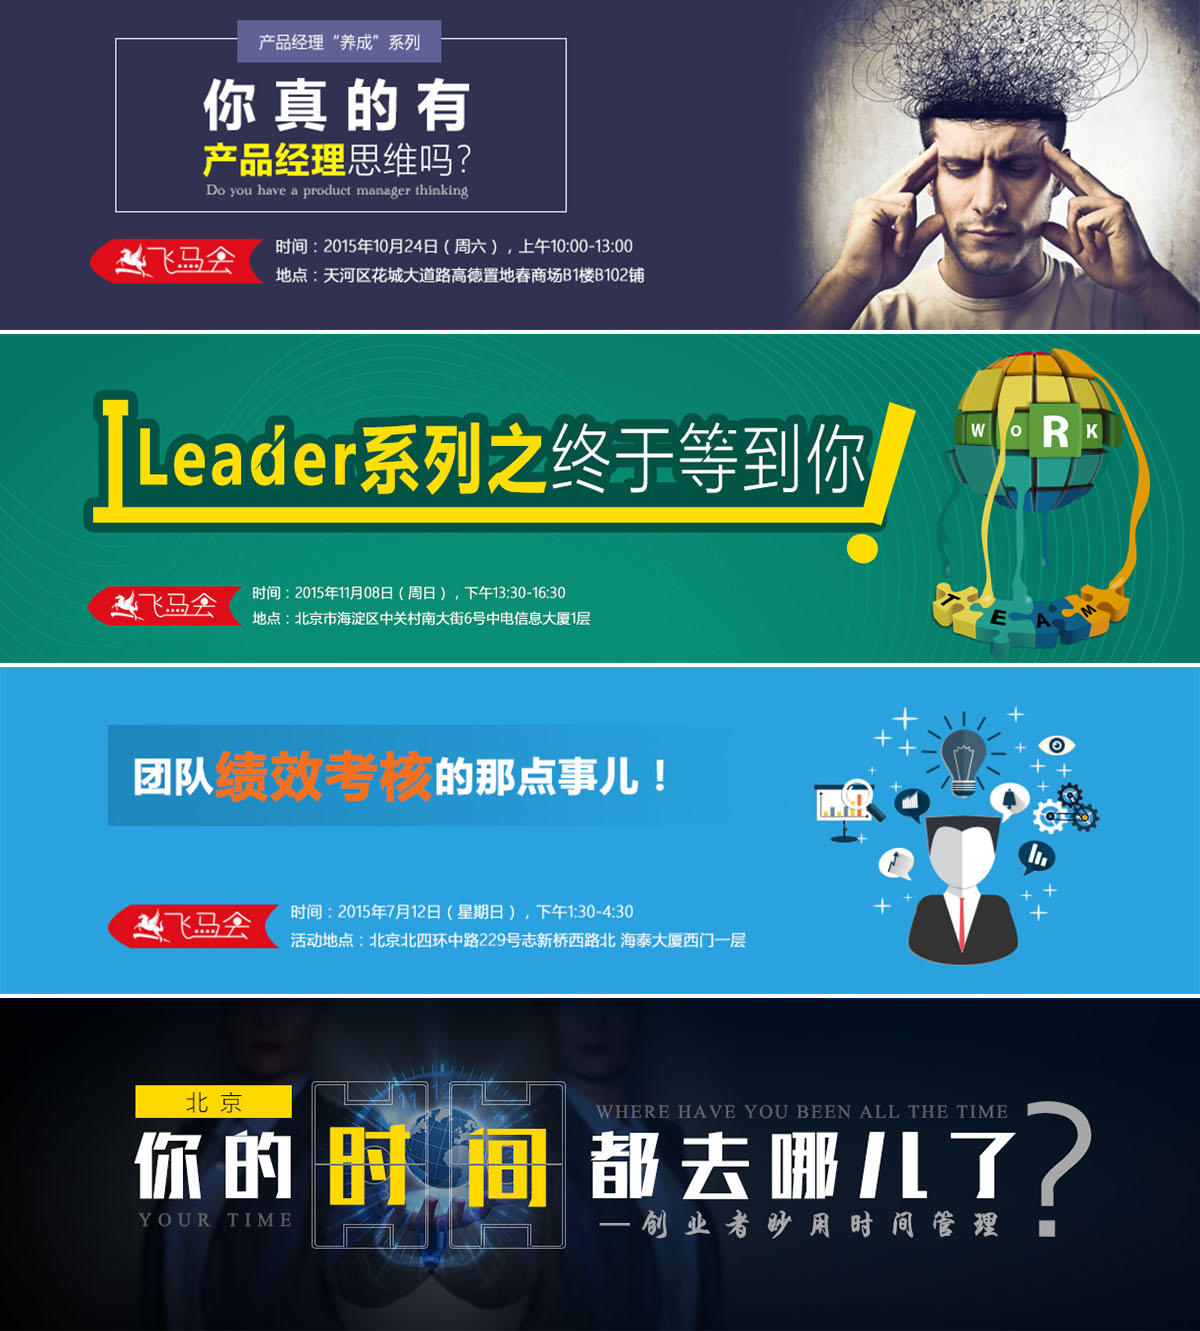 产品经理“养成”系列
你真的有
产品经理思维吗?
Do you have a product manager thinking
飞马会
时间：2015年10月24日（周六），上午10:00-13:00
地点：天河区花城大道路高德置地春商场B1楼B102铺
Leader系列之终于等到你!
WORK
TEAM
飞马会
时间：2015年11月08日（周日），下午13:30-16:30
地点：北京市海淀区中关村南大街6号中电信息大厦1层
团队绩效考核的那点事儿！
飞马会
时间：2015年7月12日（星期日），下午1:30-4:30
活动地点：北京北四环中路229号志新桥西路北 海泰大厦西门一层
北京
WHERE HAVE YOU BEEN ALL THE TIME
你的时间都去哪儿了?
YOUR TIME
—创业者妙用时间管理